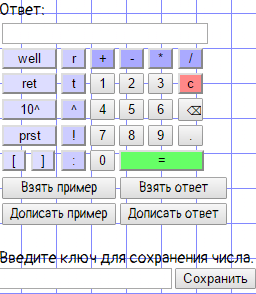 Ответ:
well r + - * /
ret t 1 2 3 c
10^ ^ 4 5 6 ⌫
prst ! 7 8 9 .
[ ] : 0 =
Взять пример Взять ответ
Дописать пример Дописать ответ
Введите ключ для сохранения числа.
Сохранить